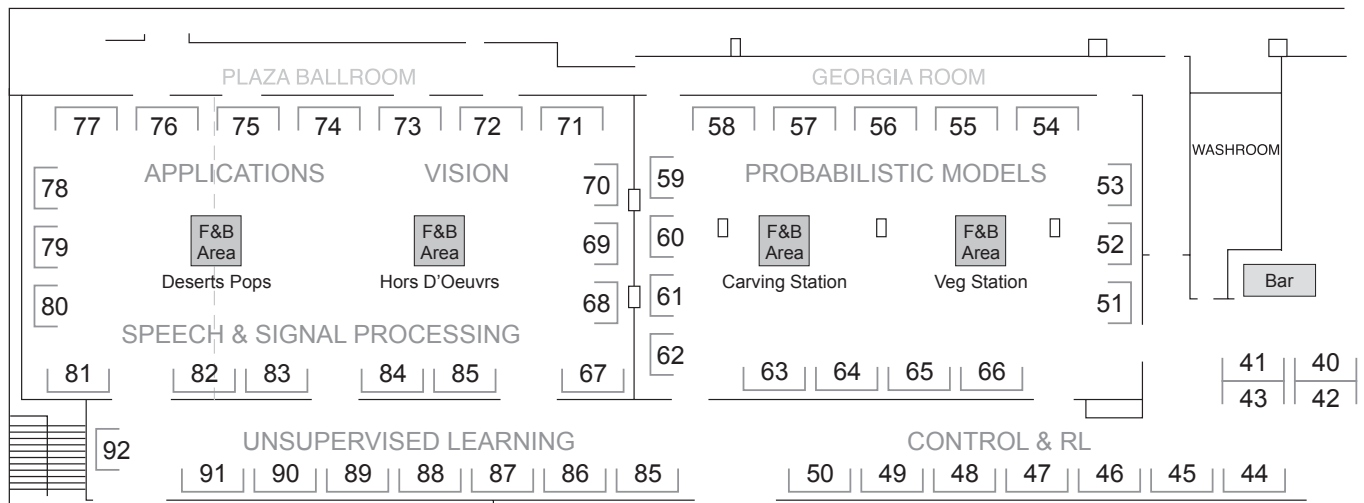 PLAZA BALLROOM
GEORGIA ROOM
77 76 75 74 73 72 71
58 57 56 55 54
WASHROOM
APPLICATIONS
VISION
PROBABILISTIC MODELS
78
70
59
53
F&B
Area
Deserts Pops
F&B
Area
Hors D'Oeuvrs
F&B
Area
Carving Station
F&B
Area
Veg Station
79
69
60
52
Bar
80
68
61
51
SPEECH & SIGNAL PROCESSING
62
81 82 83 84 85 67
63 64 65 66
41 40
43 42
92
UNSUPERVISED LEARNING
CONTROL & RL
91 90 89 88 87 86 85
50 49 48 47 46 45 44